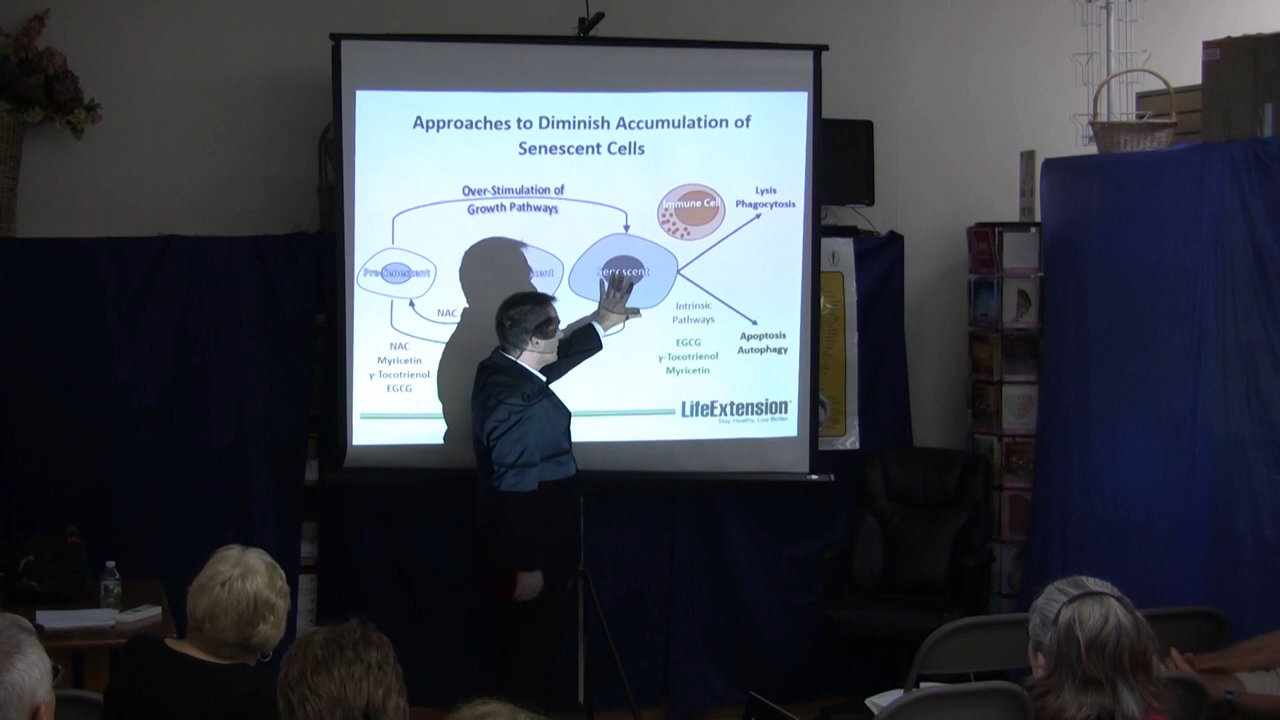 Approaches to Diminish Accumulation of
Senescent Cells
Over-Stimulation of
Growth Pathways
Immune Cell
Lysis
Phagocytosis
Pre-Senescent
Senescent
NAC
Intrinsic
Pathways
Apoptosis
Autophagy
NAC
Myricetin
γ-Tocotrienol
EGCG
EGCG
γ-Tocotrienol
Myricetin
LifeExtension
Stay Healthy, Live Better